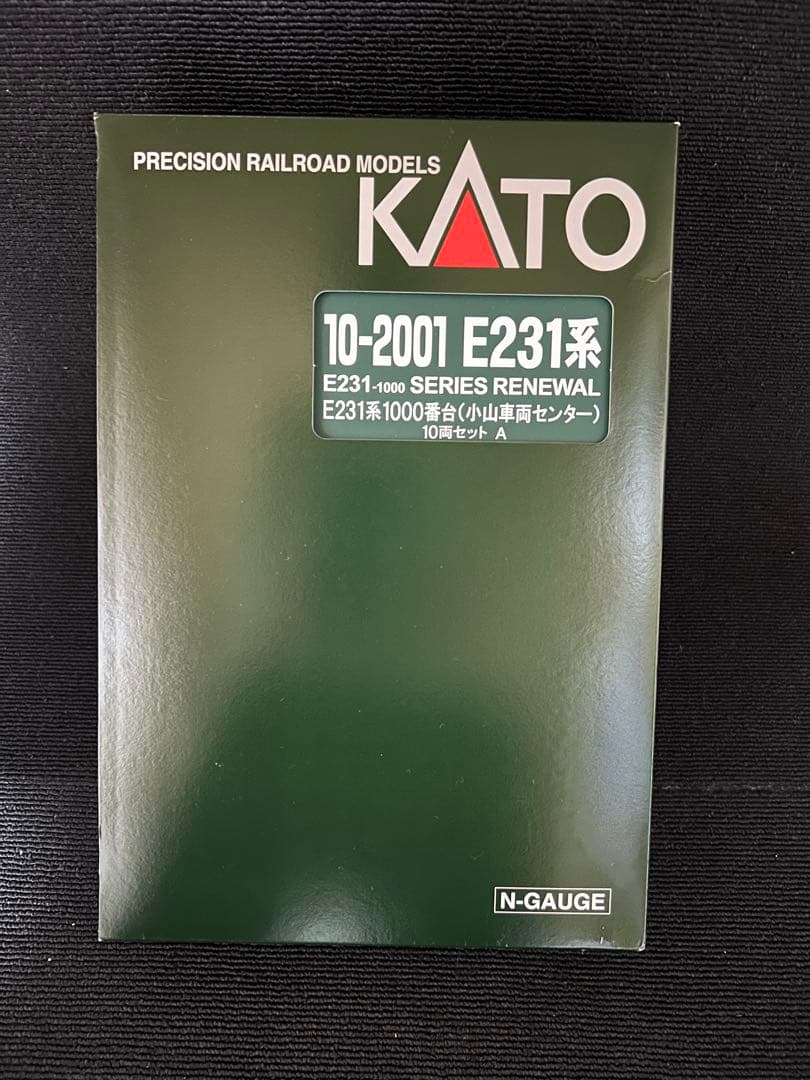 PRECISION RAILROAD MODELS
KATO
10-2001 E231系
E231-1000 SERIES RENEWAL
E231系1000番台(小山車両センター)
10両セット A
N-GAUGE